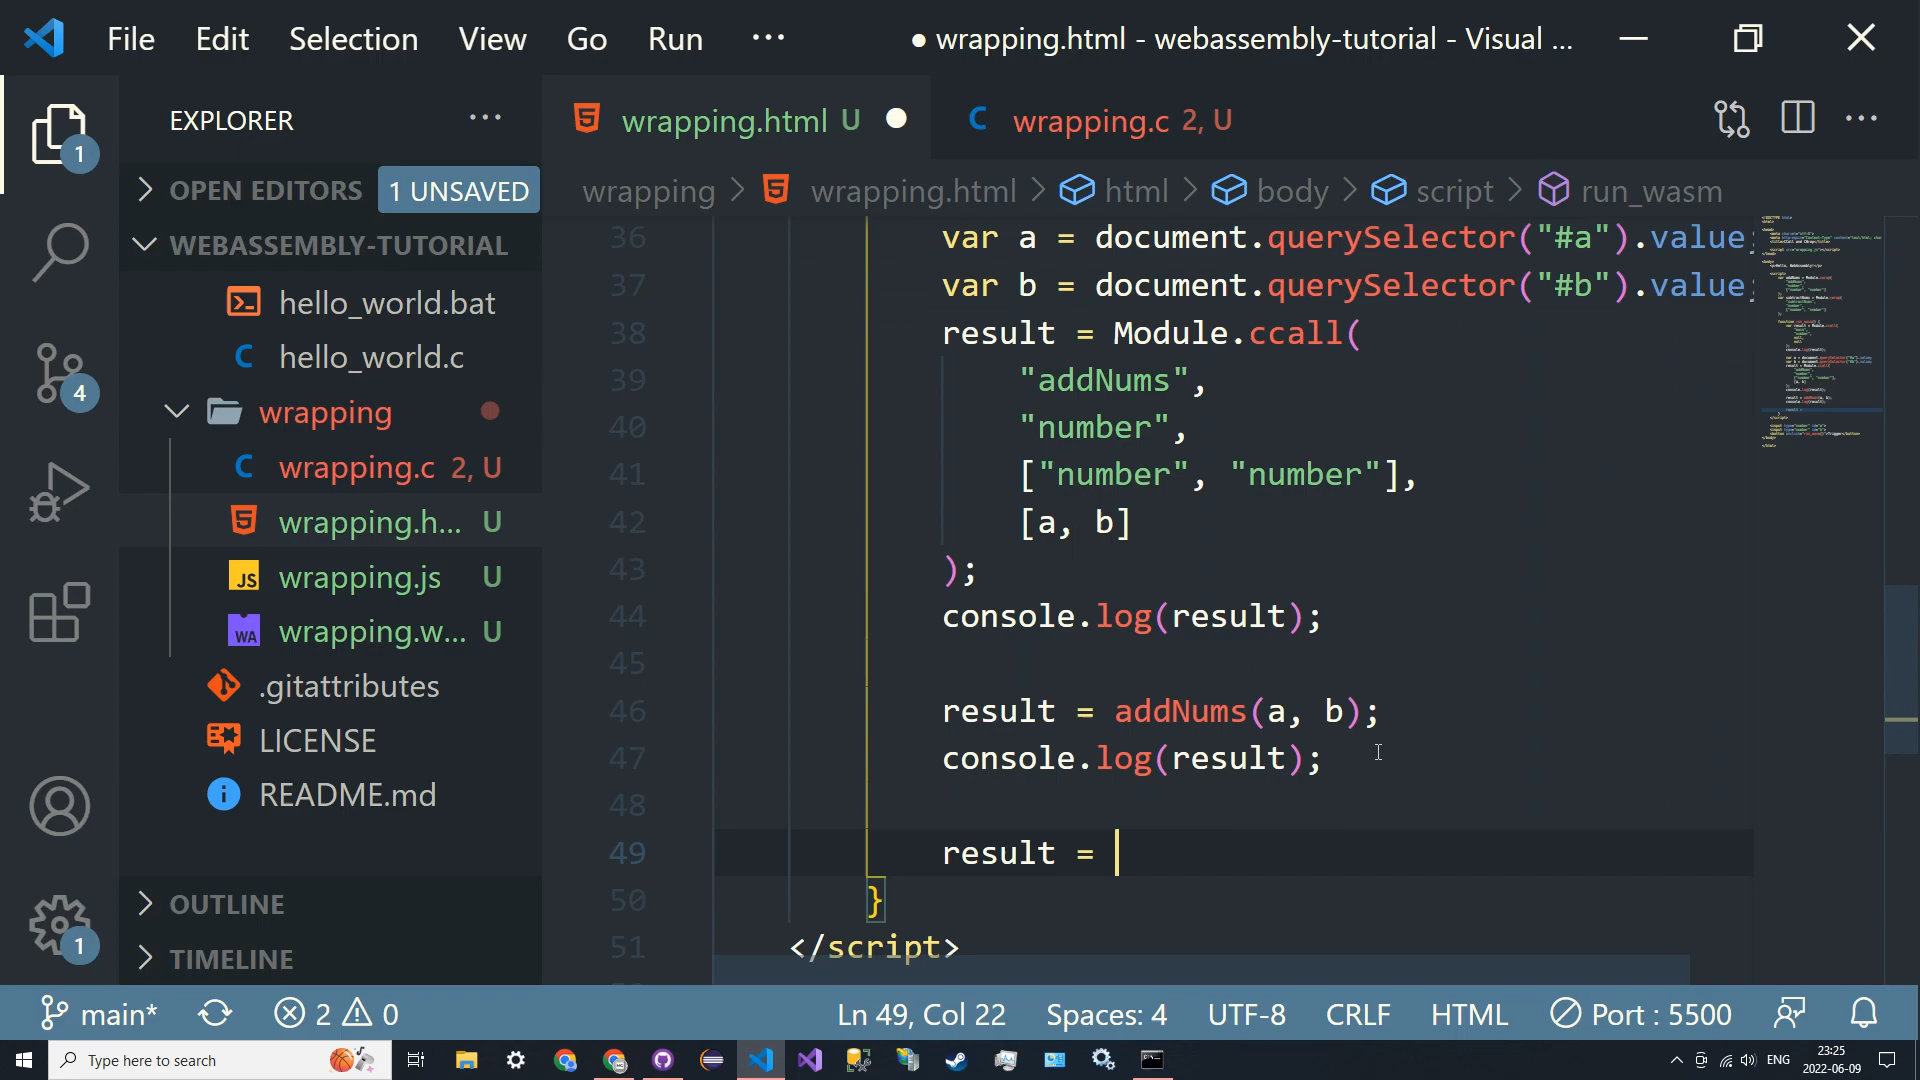 File Edit Selection View Go Run ··· ● wrapping.html - webassembly-tutorial - Visual ...
EXPLORER ···
1
OPEN EDITORS 1 UNSAVED
WEBASSEMBLY-TUTORIAL
hello_world.bat
hello_world.c
4
wrapping
wrapping.c 2, U
wrapping.h... U
JS wrapping.js U
WA wrapping.w... U
.gitattributes
LICENSE
README.md
OUTLINE
1
TIMELINE
wrapping.html U ●
C wrapping.c 2, U
···
wrapping > wrapping.html > html > body > script > run_wasm
36 var a = document.querySelector("#a").value;
37 var b = document.querySelector("#b").value;
38 result = Module.ccall(
39 "addNums",
40 "number",
41 ["number", "number"],
42 [a, b]
43 );
44 console.log(result);
45
46 result = addNums(a, b);
47 console.log(result);
48
49 result =
50 }
51 </script>
main* 2 0 Ln 49, Col 22 Spaces: 4 UTF-8 CRLF HTML Port : 5500
Type here to search ENG 23:25
2022-06-09